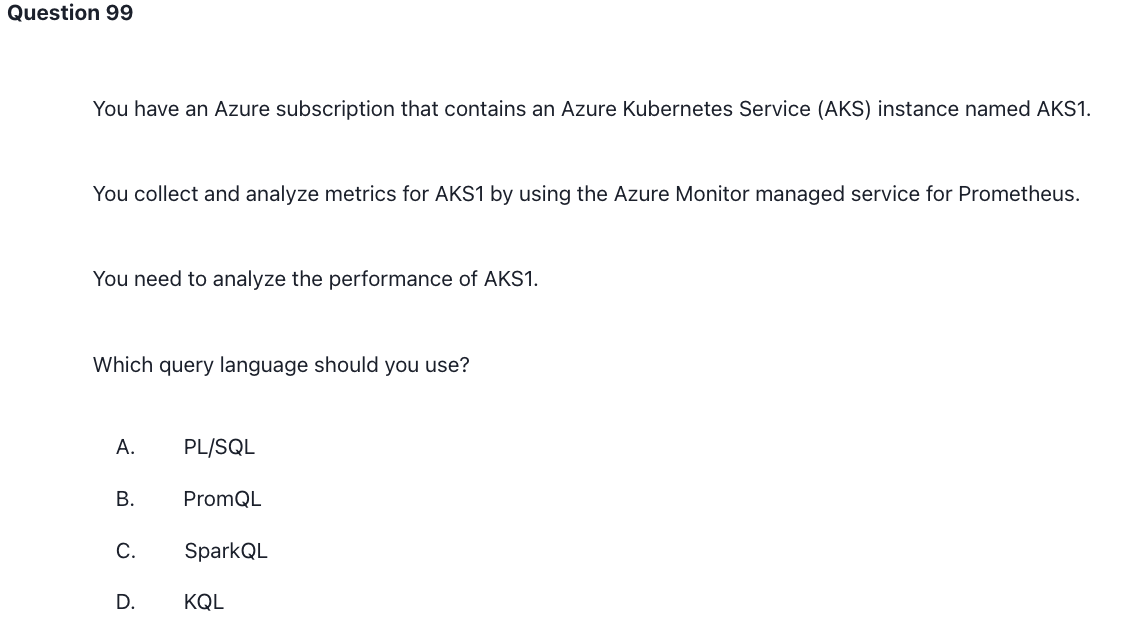 Question 99
You have an Azure subscription that contains an Azure Kubernetes Service (AKS) instance named AKS1.
You collect and analyze metrics for AKS1 by using the Azure Monitor managed service for Prometheus.
You need to analyze the performance of AKS1.
Which query language should you use?
A. PL/SQL
B. PromQL
C. SparkQL
D. KQL